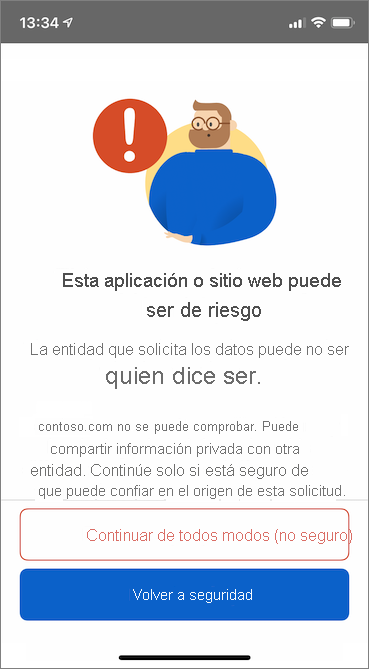 13:34
Esta aplicación o sitio web puede
ser de riesgo
La entidad que solicita los datos puede no ser
quien dice ser.
contoso.com no se puede comprobar. Puede
compartir información privada con otra
entidad. Continúe solo si está seguro de
que puede confiar en el origen de esta solicitud.
Continuar de todos modos (no seguro)
Volver a seguridad